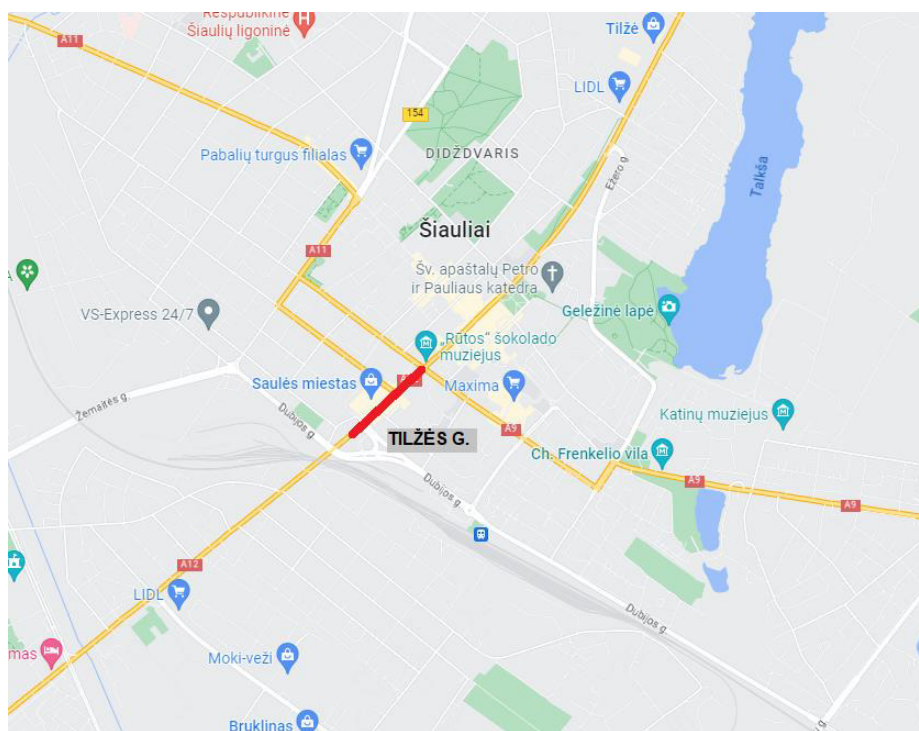 Respublikinė
Šiaulių ligoninė
A11
Tilžė
LIDL
154
Pabalių turgus filialas
DIDŽDVARIS
Ežero g.
Talkša
Šiauliai
A11
Šv. apaštalų Petro
ir Pauliaus katedra
VS-Express 24/7
Geležinė lapė
„Rūtos“ šokolado
muziejus
Saulės miestas
Maxima
Žemaitės g.
Dubijos g.
TILŽĖS G.
A9
Katinų muziejus
Ch. Frenkelio vila
A9
A9
Dubijos g.
A12
LIDL
Dubijos g.
mas
Moki-veži
Bruklinas
g.